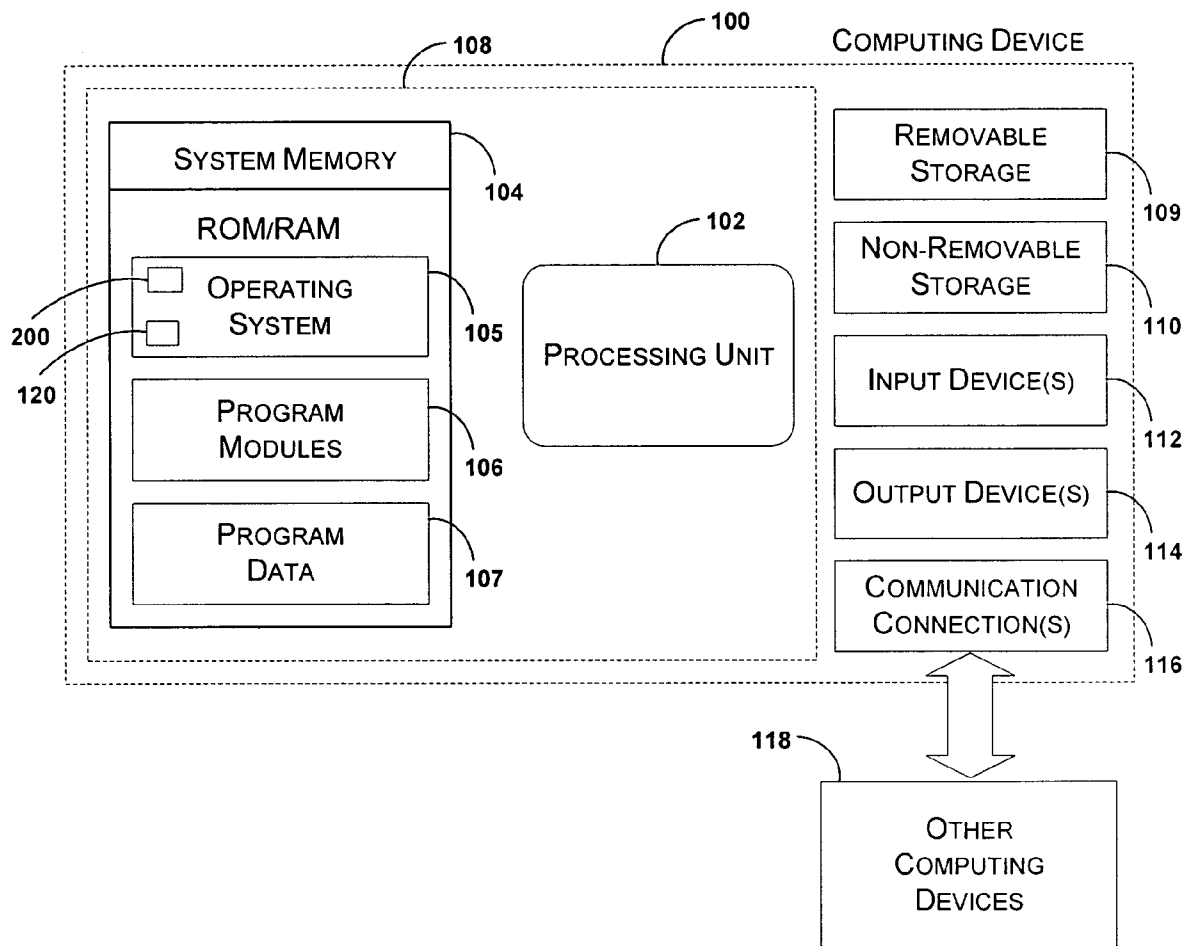 100
COMPUTING DEVICE
108
SYSTEM MEMORY
104
ROM/RAM
200
OPERATING
SYSTEM
120
105
PROGRAM
MODULES
106
PROGRAM
DATA
107
102
PROCESSING UNIT
REMOVABLE
STORAGE
109
NON-REMOVABLE
STORAGE
110
INPUT DEVICE(S)
112
OUTPUT DEVICE(S)
114
COMMUNICATION
CONNECTION(S)
116
118
OTHER
COMPUTING
DEVICES